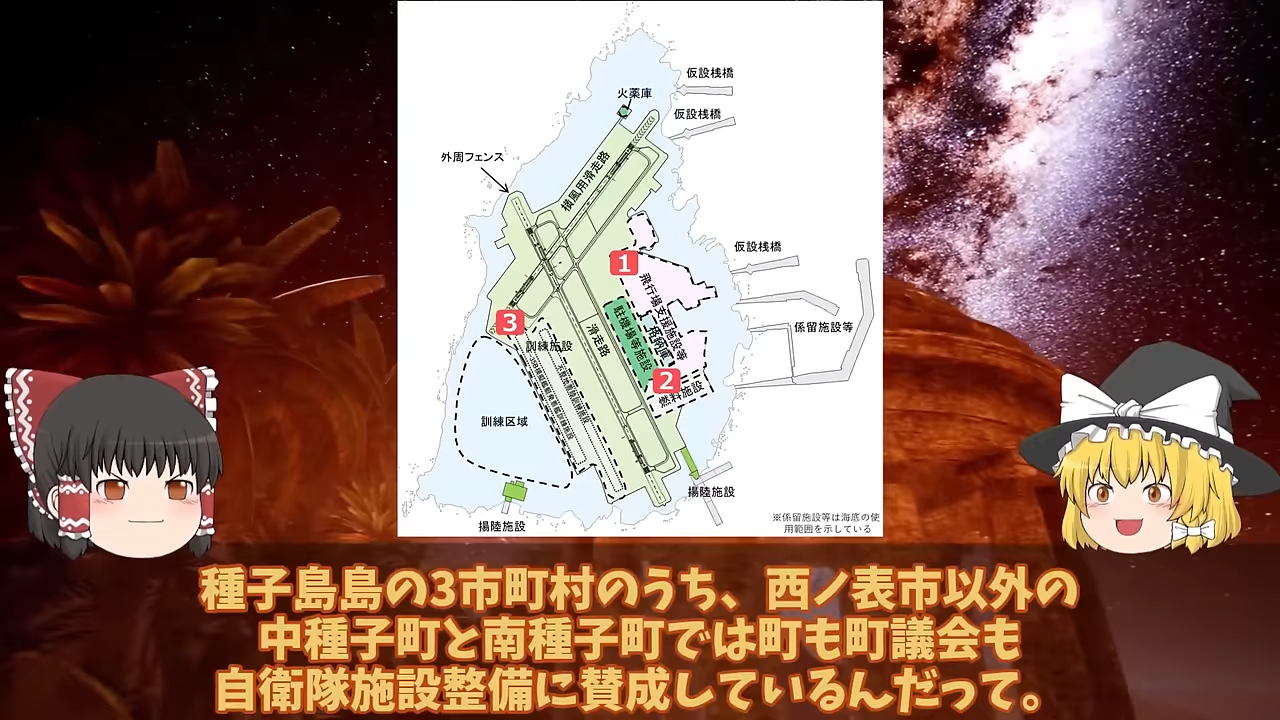 仮設桟橋
火薬庫
仮設桟橋
外周フェンス
横風用滑走路
仮設桟橋
1
飛行場支援施設等
駐機場等施設
格納庫
3
滑走路
係留施設等
訓練施設
2
燃料施設
訓練区域
揚陸施設
揚陸施設
※係留施設等は海底の使
用範囲を示している
種子島島の3市町村のうち、西ノ表市以外の
中種子町と南種子町では町も町議会も
自衛隊施設整備に賛成しているんだって。